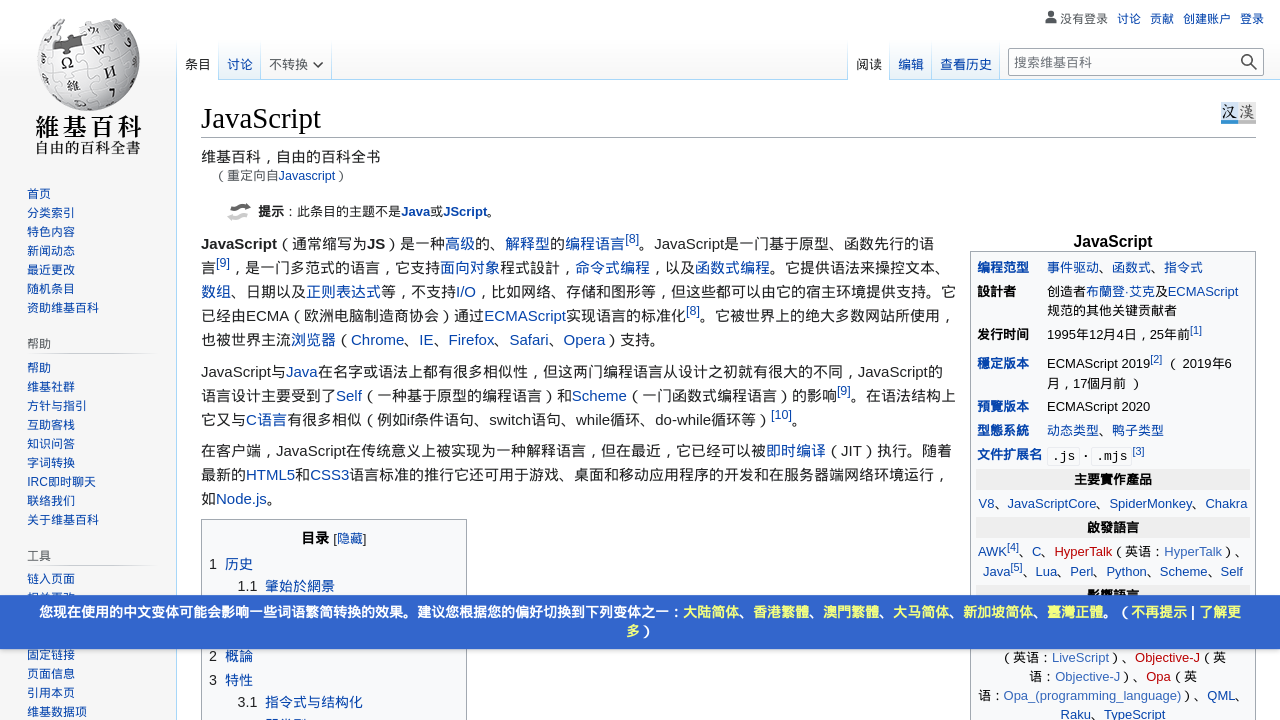 没有登录 讨论 贡献 创建账户 登录
维基百科
自由的百科全书
条目 讨论 不转换 阅读 编辑 查看历史 搜索维基百科
首页
分类索引
特色内容
新闻动态
最近更改
随机条目
资助维基百科
帮助
帮助
维基社群
方针与指引
互助客栈
知识问答
字词转换
IRC即时聊天
联络我们
关于维基百科
工具
链入页面
固定链接
页面信息
引用本页
维基数据项
JavaScript
汉 漢
维基百科，自由的百科全书
（重定向自Javascript）
提示：此条目的主题不是Java或JScript。
JavaScript（通常缩写为JS）是一种高级的、解释型的编程语言[8]。JavaScript是一门基于原型、函数先行的语
言[9]，是一门多范式的语言，它支持面向对象程式設計，命令式编程，以及函数式编程。它提供语法来操控文本、
数组、日期以及正则表达式等，不支持I/O，比如网络、存储和图形等，但这些都可以由它的宿主环境提供支持。它
已经由ECMA（欧洲电脑制造商协会）通过ECMAScript实现语言的标准化[8]。它被世界上的绝大多数网站所使用，
也被世界主流浏览器（Chrome、IE、Firefox、Safari、Opera）支持。
JavaScript与Java在名字或语法上都有很多相似性，但这两门编程语言从设计之初就有很大的不同，JavaScript的
语言设计主要受到了Self（一种基于原型的编程语言）和Scheme（一门函数式编程语言）的影响[9]。在语法结构上
它又与C语言有很多相似（例如if条件语句、switch语句、while循环、do-while循环等）[10]。
在客户端，JavaScript在传统意义上被实现为一种解释语言，但在最近，它已经可以被即时编译（JIT）执行。随着
最新的HTML5和CSS3语言标准的推行它还可用于游戏、桌面和移动应用程序的开发和在服务器端网络环境运行，
如Node.js。
目录 [隐藏]
1 历史
1.1 肇始於網景
2 概論
3 特性
3.1 指令式与结构化
JavaScript
编程范型 事件驱动、函数式、指令式
設計者 创造者布蘭登·艾克及ECMAScript
规范的其他关键贡献者
发行时间 1995年12月4日，25年前[1]
穩定版本 ECMAScript 2019[2] （ 2019年6
月，17個月前 ）
預覽版本 ECMAScript 2020
型態系統 动态类型、鸭子类型
文件扩展名 .js · .mjs [3]
主要實作產品
V8、JavaScriptCore、SpiderMonkey、Chakra
啟發語言
AWK[4]、C、HyperTalk（英语：HyperTalk）、
Java[5]、Lua、Perl、Python、Scheme、Self
影響語言
（英语：LiveScript）、Objective-J（英
语：Objective-J）、Opa（英
语：Opa_(programming_language)）、QML、
Raku、TypeScript
您现在使用的中文变体可能会影响一些词语繁简转换的效果。建议您根据您的偏好切换到下列变体之一：大陆简体、香港繁體、澳門繁體、大马简体、新加坡简体、臺灣正體。（不再提示 | 了解更
多）